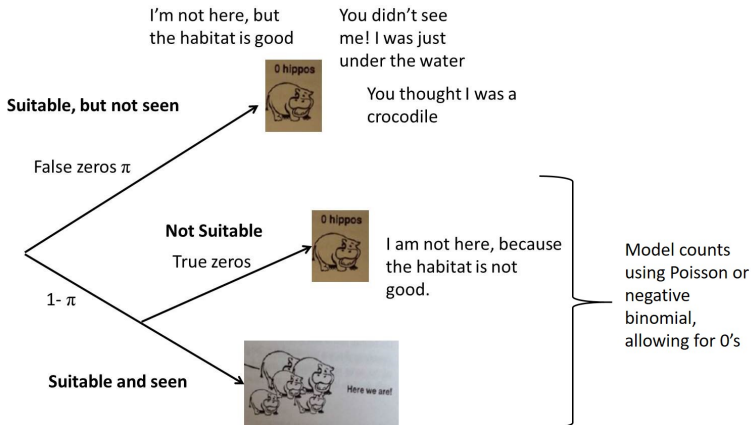 I'm not here, but
the habitat is good
You didn't see
me! I was just
under the water
0 hippos
You thought I was a
crocodile
Suitable, but not seen
False zeros π
Not Suitable
True zeros
0 hippos
I am not here, because
the habitat is not
good.
Model counts
using Poisson or
negative
binomial,
allowing for 0's
1- π
Suitable and seen
Here we are!